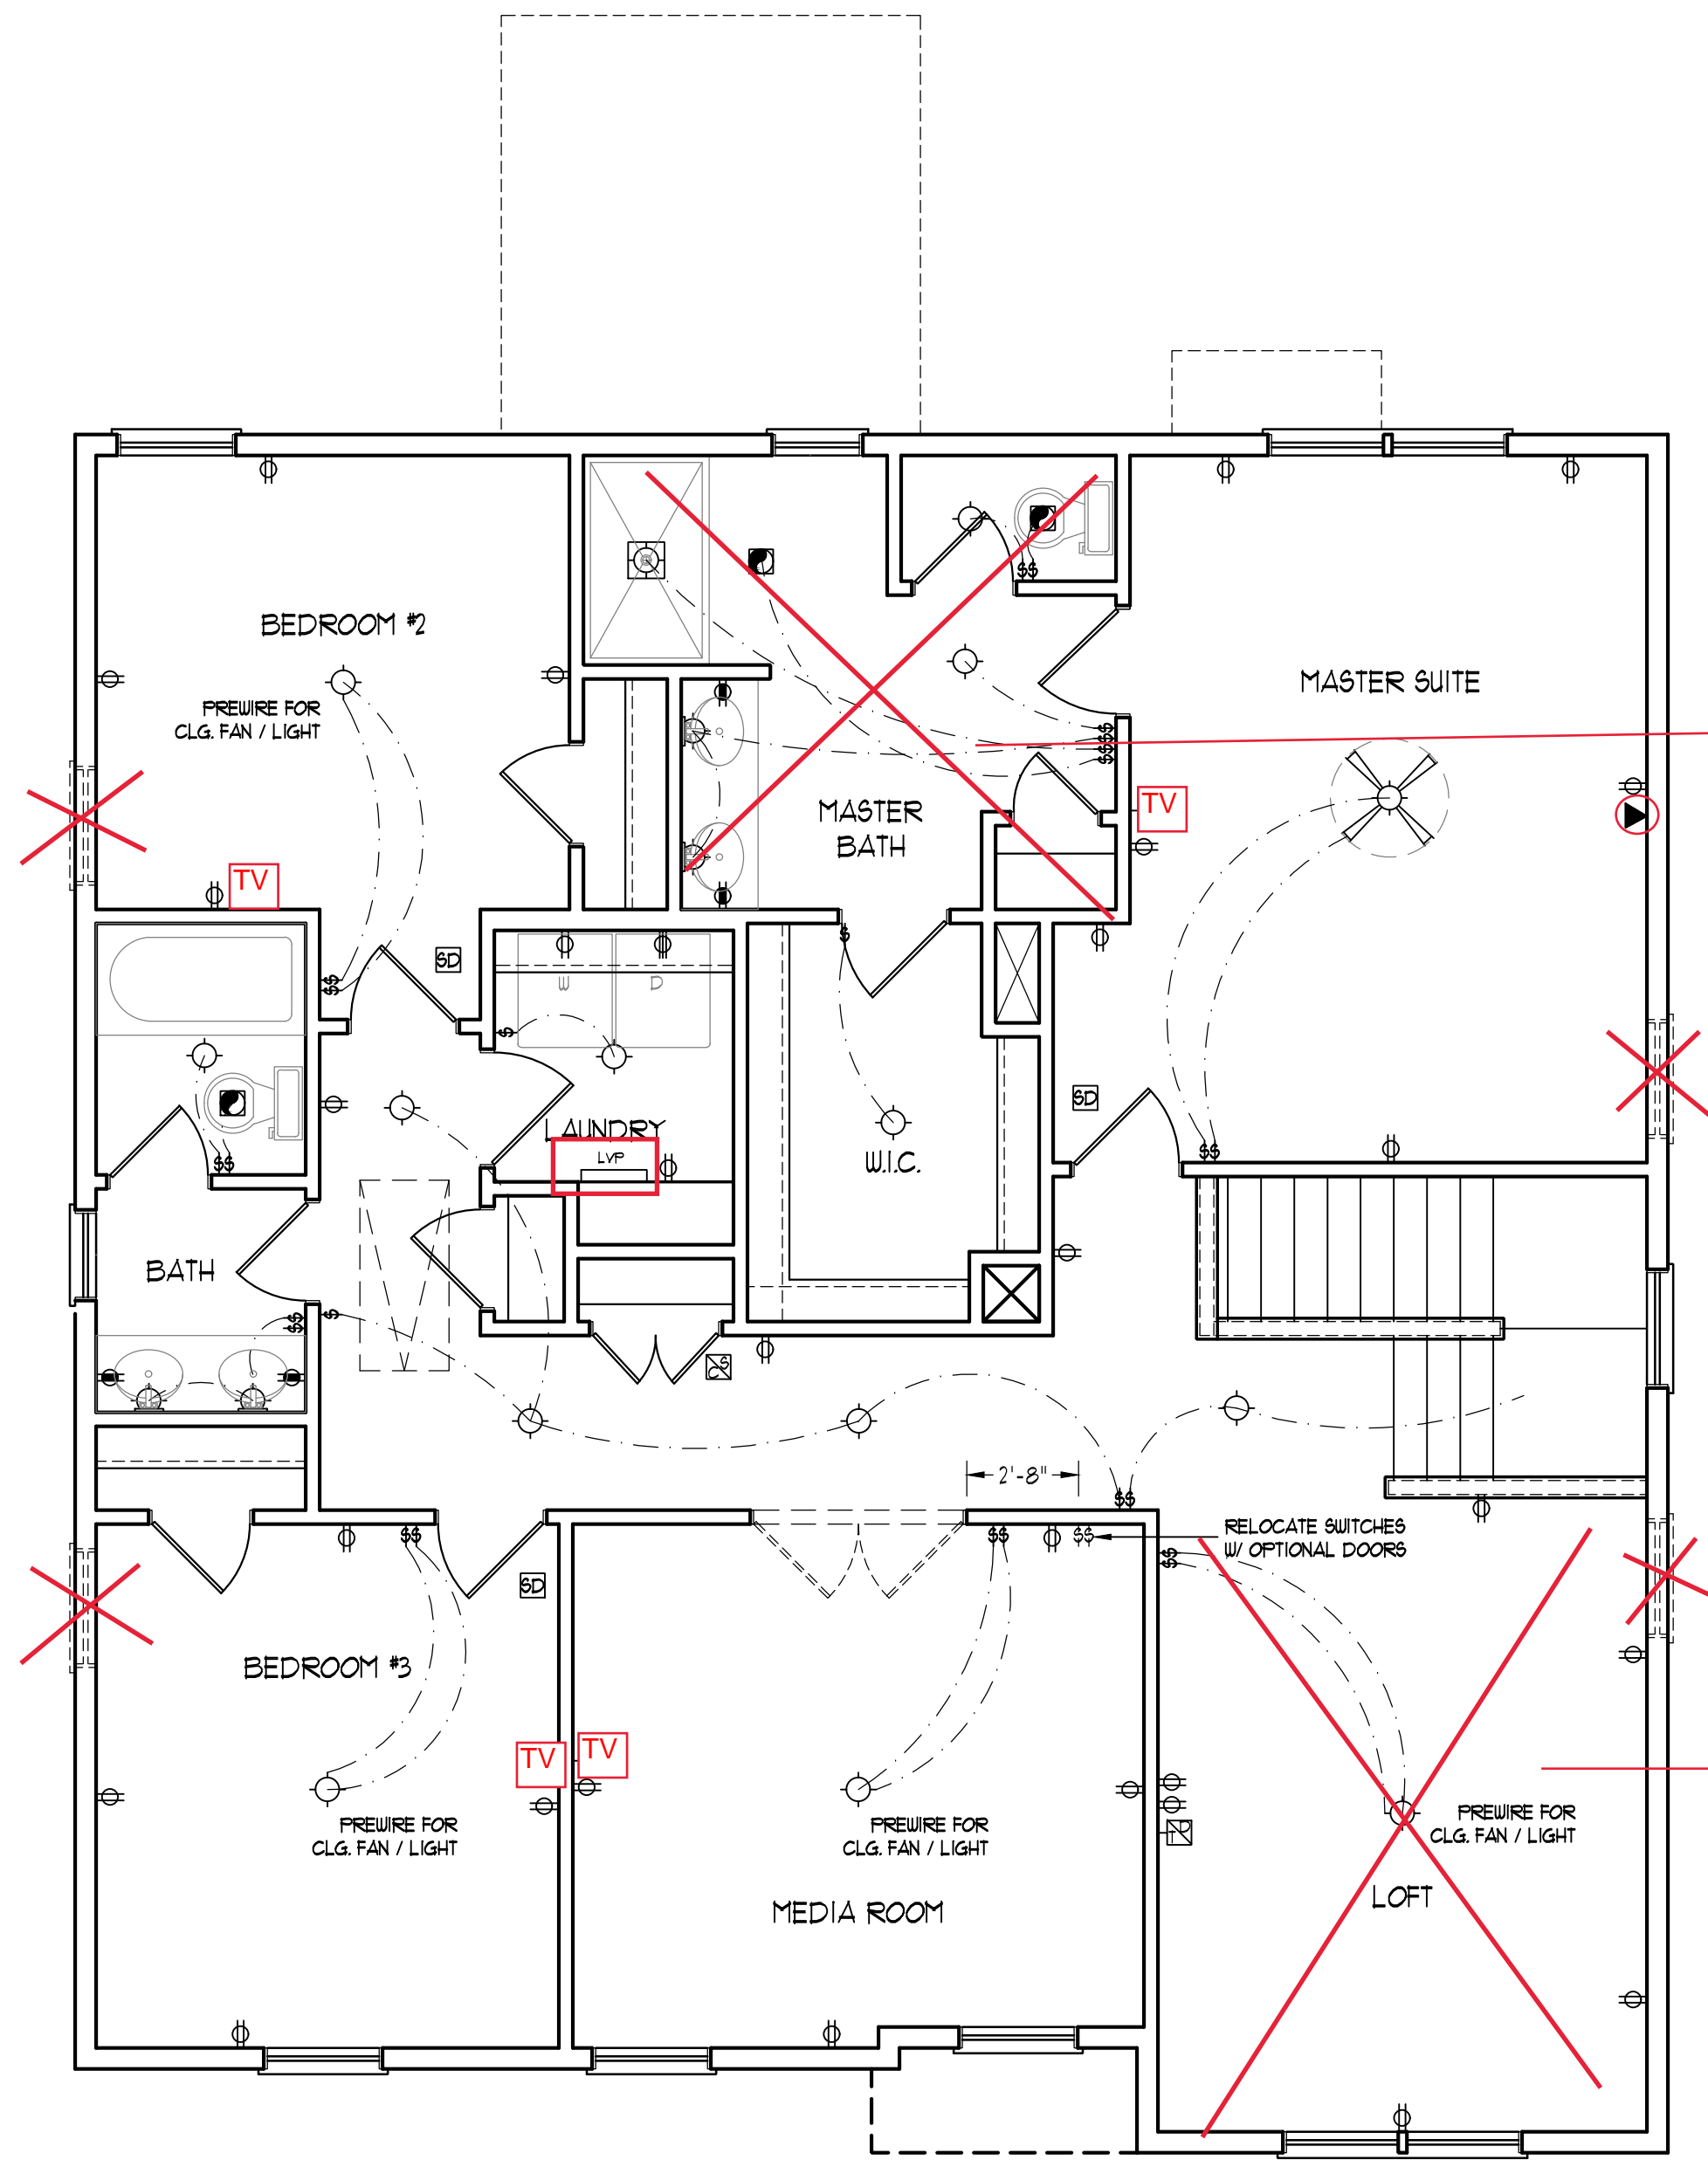 BEDROOM #2
PREWIRE FOR
CLG. FAN / LIGHT
$$
MASTER SUITE
$
$
$
$
MASTER
BATH
TV
TV
$
SD
$
$
W
D
$
SD
LAUNDRY
LVP
W.I.C.
$$
$$
BATH
$
$
$
S
C
2'-8"
$$
$$
$$
$$
RELOCATE SWITCHES
W/ OPTIONAL DOORS
$
$
SD
BEDROOM #3
TV
TV
PREWIRE FOR
CLG. FAN / LIGHT
PREWIRE FOR
CLG. FAN / LIGHT
PREWIRE FOR
CLG. FAN / LIGHT
MEDIA ROOM
LOFT